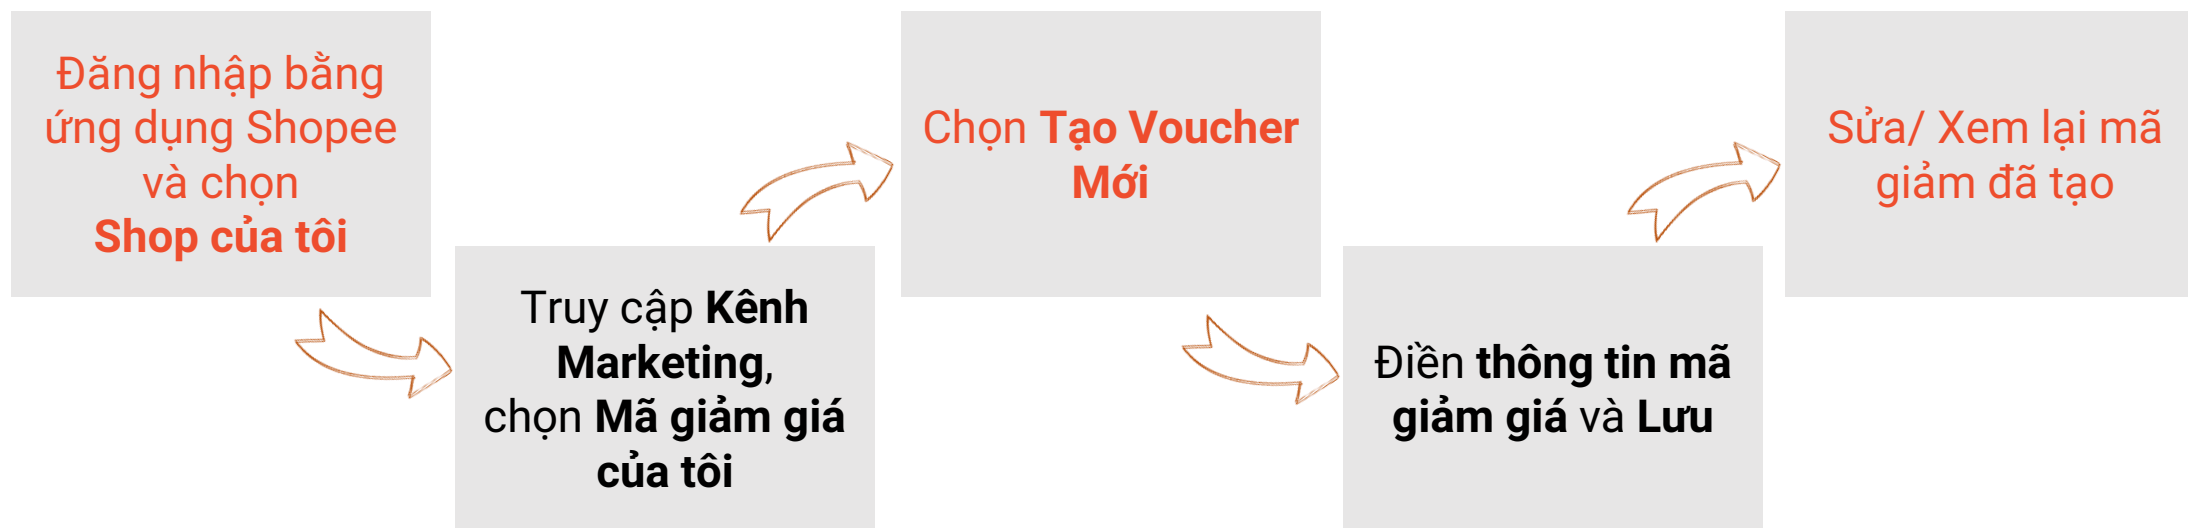 Đăng nhập bằng
ứng dụng Shopee
và chọn
Shop của tôi
Truy cập Kênh
Marketing,
chọn Mã giảm giá
của tôi
Chọn Tạo Voucher
Mới
Điền thông tin mã
giảm giá và Lưu
Sửa/ Xem lại mã
giảm đã tạo